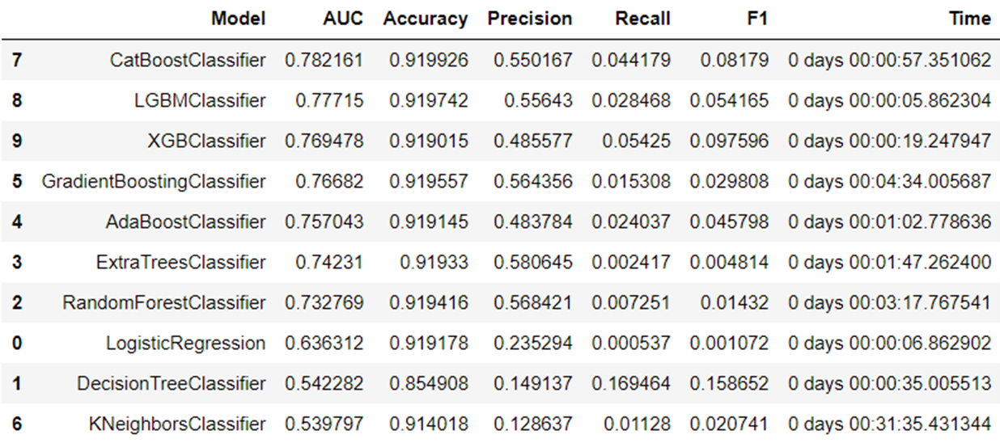 Model AUC Accuracy Precision Recall F1 Time
7 CatBoostClassifier 0.782161 0.919926 0.550167 0.044179 0.08179 0 days 00:00:57.351062
8 LGBMClassifier 0.77715 0.919742 0.55643 0.028468 0.054165 0 days 00:00:05.862304
9 XGBClassifier 0.769478 0.919015 0.485577 0.05425 0.097596 0 days 00:00:19.247947
5 GradientBoostingClassifier 0.76682 0.919557 0.564356 0.015308 0.029808 0 days 00:04:34.005687
4 AdaBoostClassifier 0.757043 0.919145 0.483784 0.024037 0.045798 0 days 00:01:02.778636
3 ExtraTreesClassifier 0.74231 0.91933 0.580645 0.002417 0.004814 0 days 00:01:47.262400
2 RandomForestClassifier 0.732769 0.919416 0.568421 0.007251 0.01432 0 days 00:03:17.767541
0 LogisticRegression 0.636312 0.919178 0.235294 0.000537 0.001072 0 days 00:00:06.862902
1 DecisionTreeClassifier 0.542282 0.854908 0.149137 0.169464 0.158652 0 days 00:00:35.005513
6 KNeighborsClassifier 0.539797 0.914018 0.128637 0.01128 0.020741 0 days 00:31:35.431344